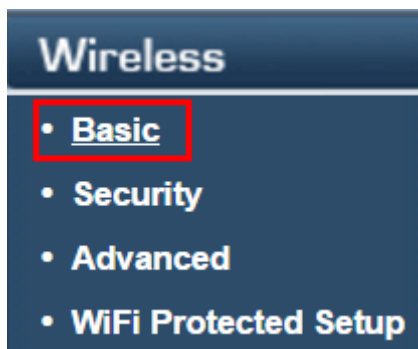 Wireless
• Basic
• Security
• Advanced
• WiFi Protected Setup